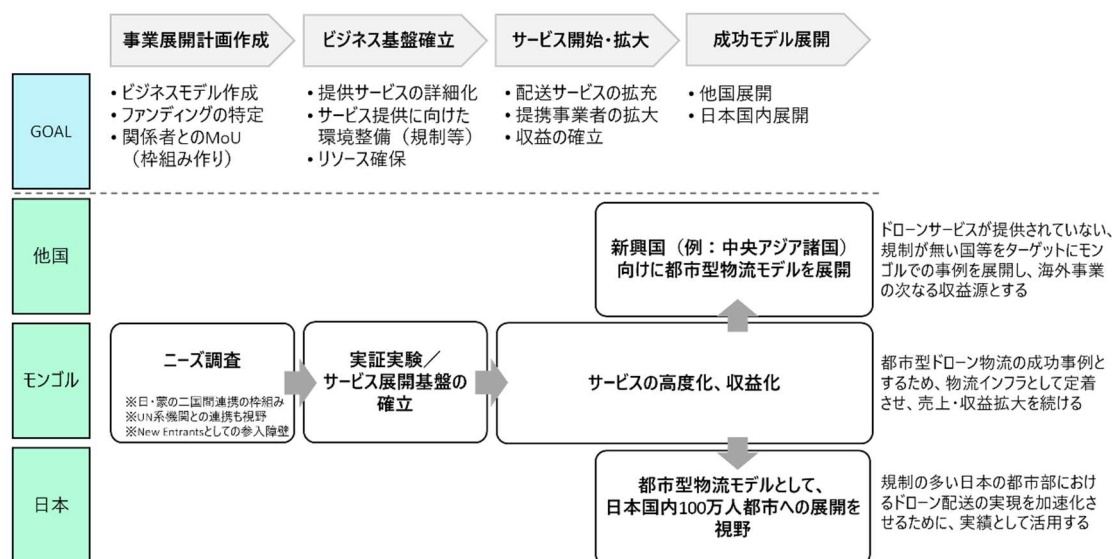 事業展開計画作成
ビジネス基盤確立
サービス開始・拡大
成功モデル展開
GOAL
• ビジネスモデル作成
• ファンディングの特定
• 関係者とのMoU
（枠組み作り）
• 提供サービスの詳細化
• サービス提供に向けた
環境整備（規制等）
• リソース確保
• 配送サービスの拡充
• 提携事業者の拡大
• 収益の確立
• 他国展開
• 日本国内展開
他国
新興国（例：中央アジア諸国）
向けに都市型物流モデルを展開
ドローンサービスが提供されていない、
規制が無い国等をターゲットにモン
ゴルでの事例を展開し、海外事業
の次なる収益源とする
モンゴル
ニーズ調査
※日・蒙の二国間連携の枠組み
※UN系機関との連携も視野
※New Entrantsとしての参入障壁
実証実験／
サービス展開基盤の
確立
サービスの高度化、収益化
都市型ドローン物流の成功事例と
するため、物流インフラとして定着
させ、売上・収益拡大を続ける
日本
都市型物流モデルとして、
日本国内100万人都市への展開を
視野
規制の多い日本の都市部におけ
るドローン配送の実現を加速化さ
せるために、実績として活用する